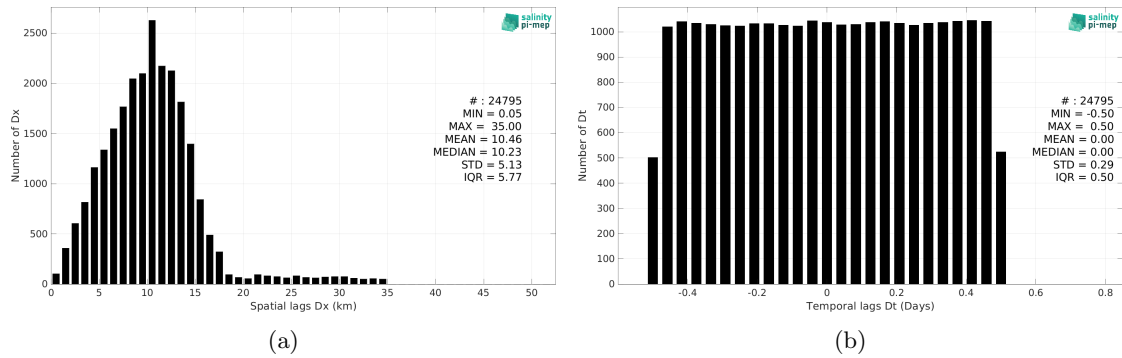 2500
2000
1500
1000
500
0
Number of Dx
salinity
pi-mep
# : 24795
MIN = 0.05
MAX = 35.00
MEAN = 10.46
MEDIAN = 10.23
STD = 5.13
IQR = 5.77
0 5 10 15 20 25 30 35 40 45 50
Spatial lags Dx (km)
(a)
1000
900
800
700
600
500
400
300
200
100
0
Number of Dt
salinity
pi-mep
# : 24795
MIN = -0.50
MAX = 0.50
MEAN = 0.00
MEDIAN = 0.00
STD = 0.29
IQR = 0.50
-0.4 -0.2 0 0.2 0.4 0.6 0.8
Temporal lags Dt (Days)
(b)